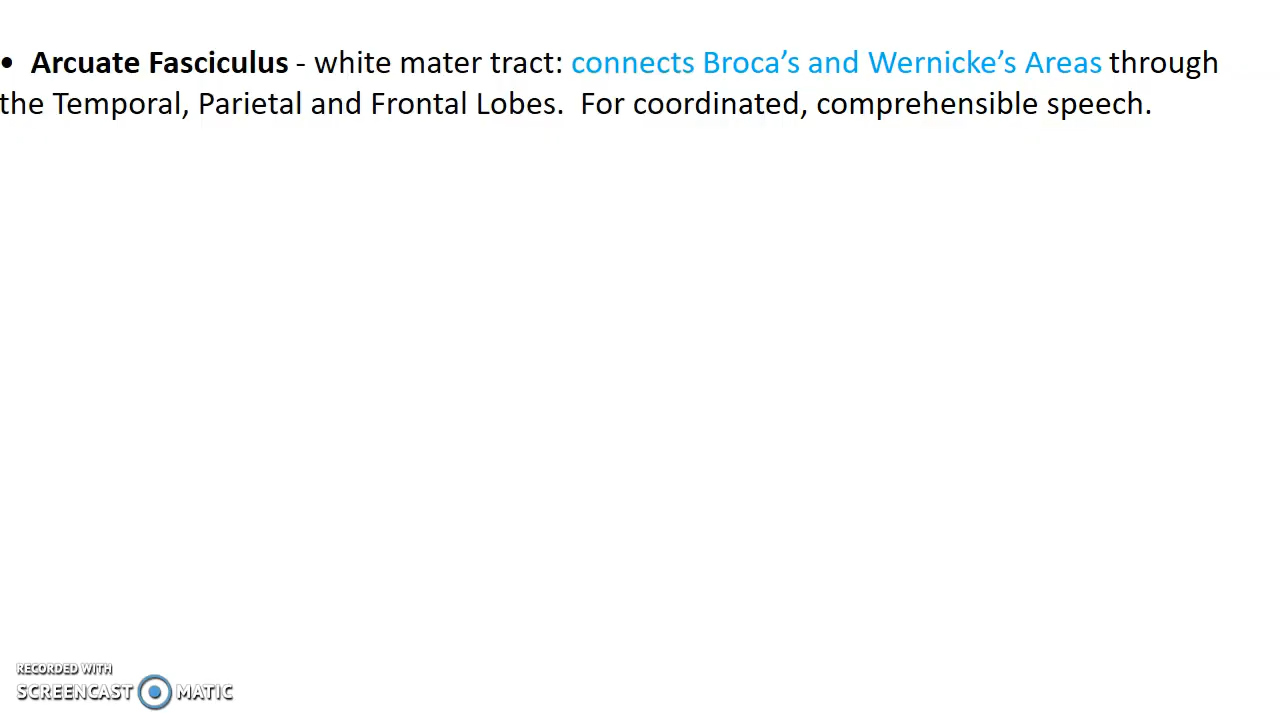 • Arcuate Fasciculus - white mater tract: connects Broca’s and Wernicke’s Areas through
the Temporal, Parietal and Frontal Lobes.  For coordinated, comprehensible speech.
RECORDED WITH
SCREENCAST MATIC